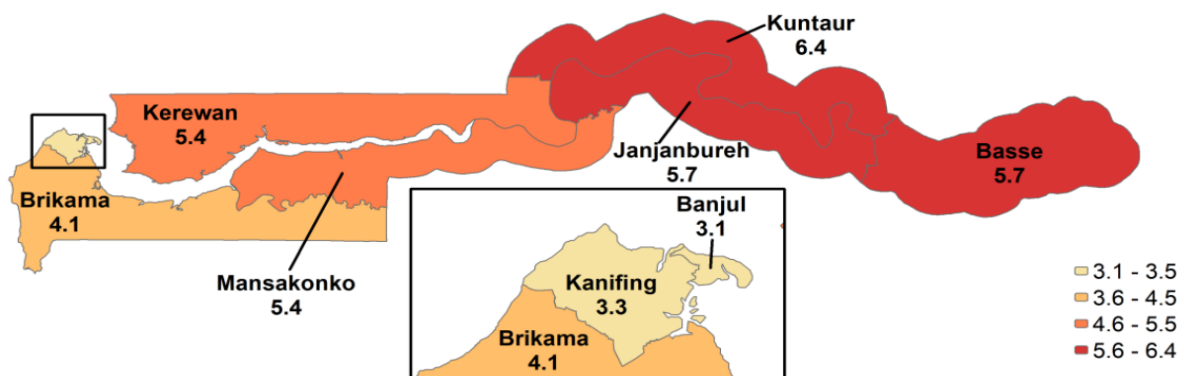 Kuntaur
6.4
Kerewan
5.4
Janjanbureh
5.7
Basse
5.7
Brikama
4.1
Mansakonko
5.4
Banjul
3.1
Kanifing
3.3
Brikama
4.1
3.1 - 3.5
3.6 - 4.5
4.6 - 5.5
5.6 - 6.4